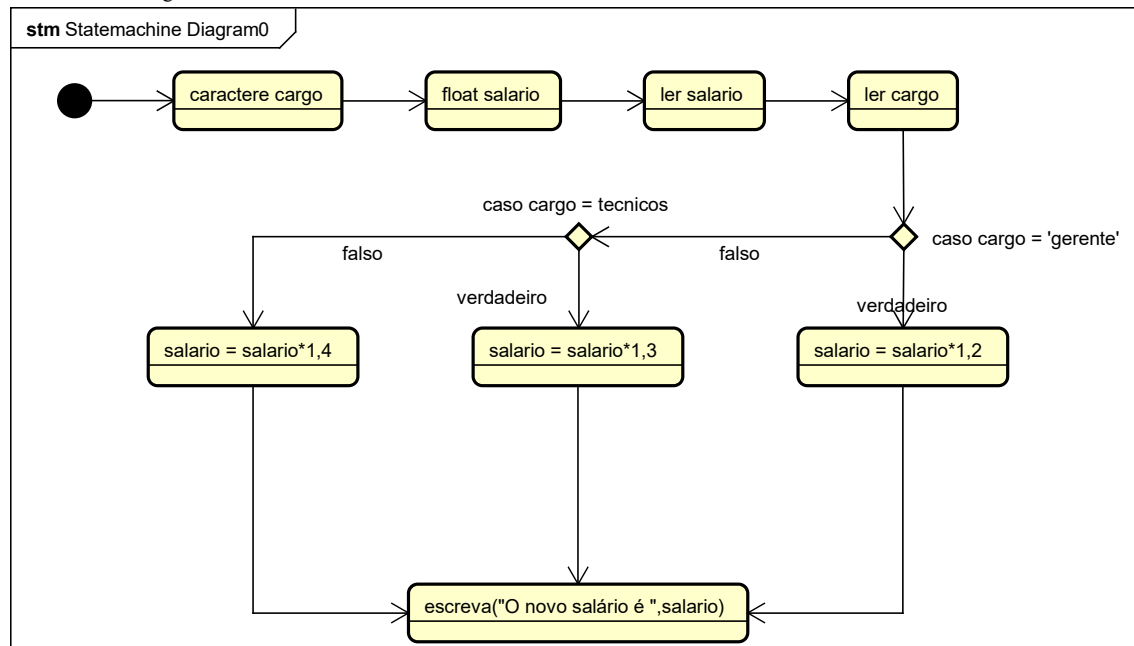 stm Statemachine Diagram0
caractere cargo
float salario
ler salario
ler cargo
caso cargo = tecnicos
caso cargo = 'gerente'
falso
falso
verdadeiro
verdadeiro
salario = salario*1,4
salario = salario*1,3
salario = salario*1,2
escreva("O novo salário é ",salario)